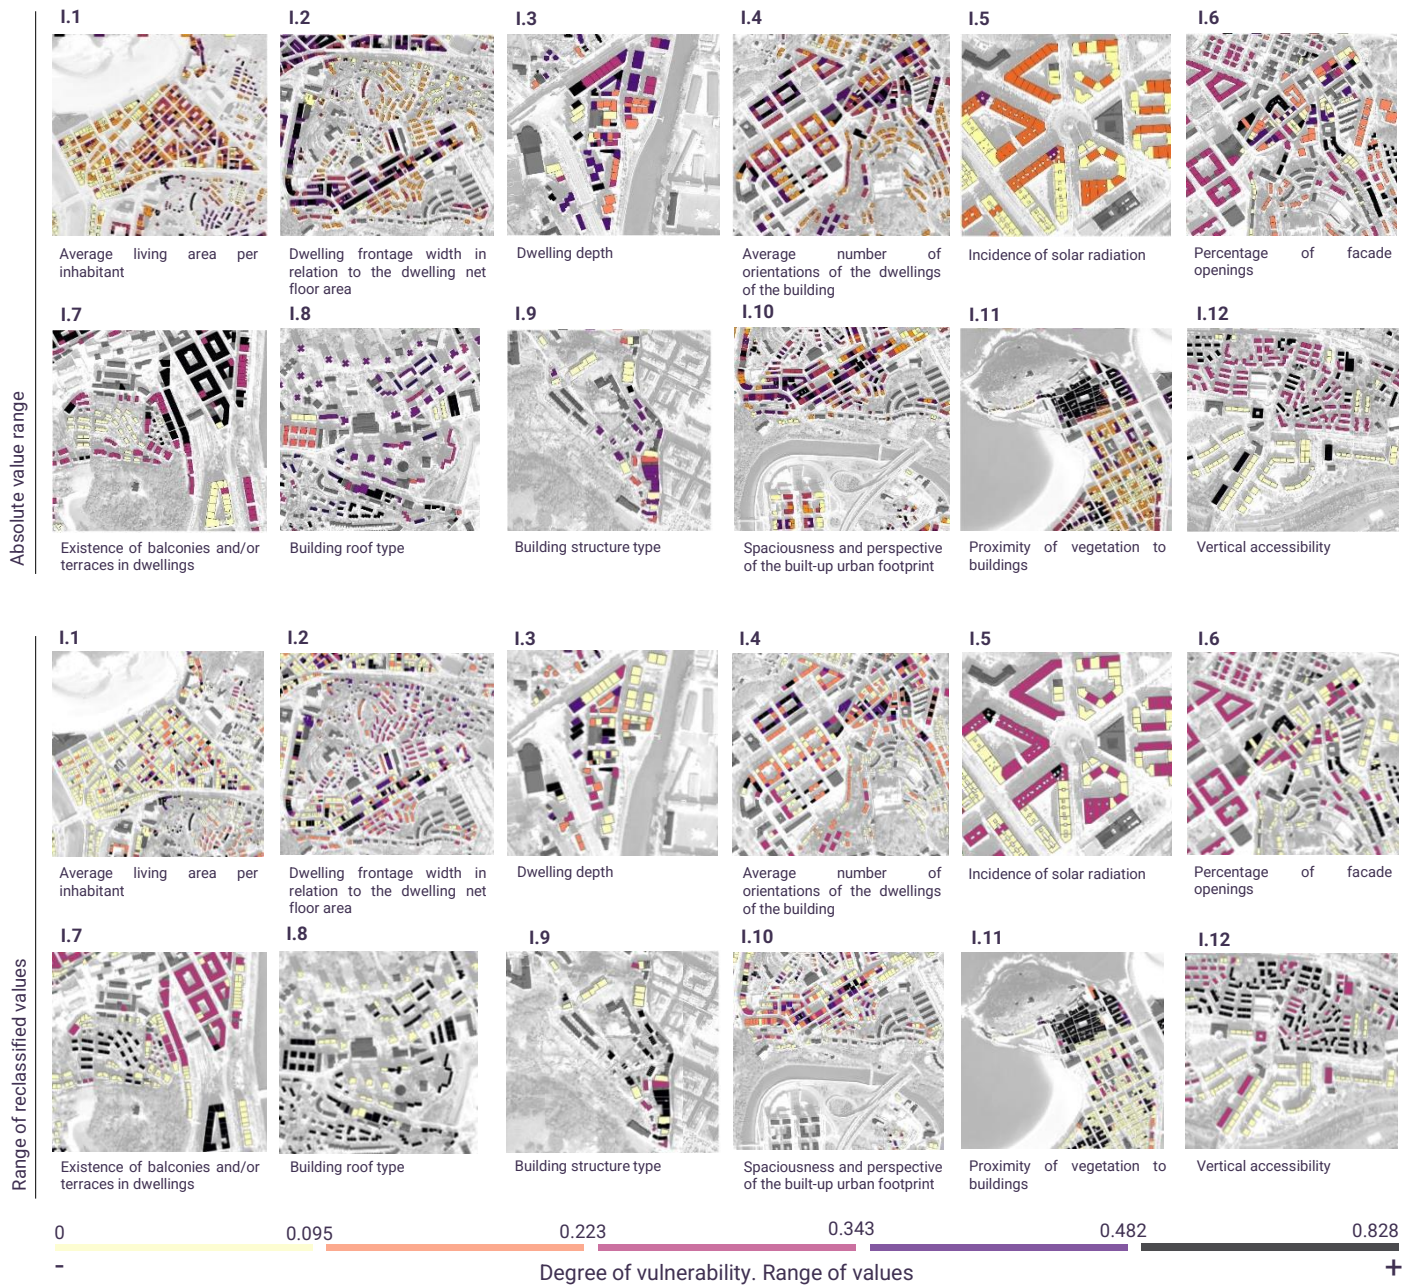 Absolute value range
I.1
I.2
I.3
I.4
I.5
I.6
Average living area per
inhabitant
Dwelling frontage width in
relation to the dwelling net
floor area
Dwelling depth
Average number of
orientations of the dwellings
of the building
Incidence of solar radiation
Percentage of facade
openings
I.7
I.8
I.9
I.10
I.11
I.12
Existence of balconies and/or
terraces in dwellings
Building roof type
Building structure type
Spaciousness and perspective
of the built-up urban footprint
Proximity of vegetation to
buildings
Vertical accessibility
Range of reclassified values
I.1
I.2
I.3
I.4
I.5
I.6
Average living area per
inhabitant
Dwelling frontage width in
relation to the dwelling net
floor area
Dwelling depth
Average number of
orientations of the dwellings
of the building
Incidence of solar radiation
Percentage of facade
openings
I.7
I.8
I.9
I.10
I.11
I.12
Existence of balconies and/or
terraces in dwellings
Building roof type
Building structure type
Spaciousness and perspective
of the built-up urban footprint
Proximity of vegetation to
buildings
Vertical accessibility
0 0.095 0.223 0.343 0.482 0.828
- Degree of vulnerability. Range of values +